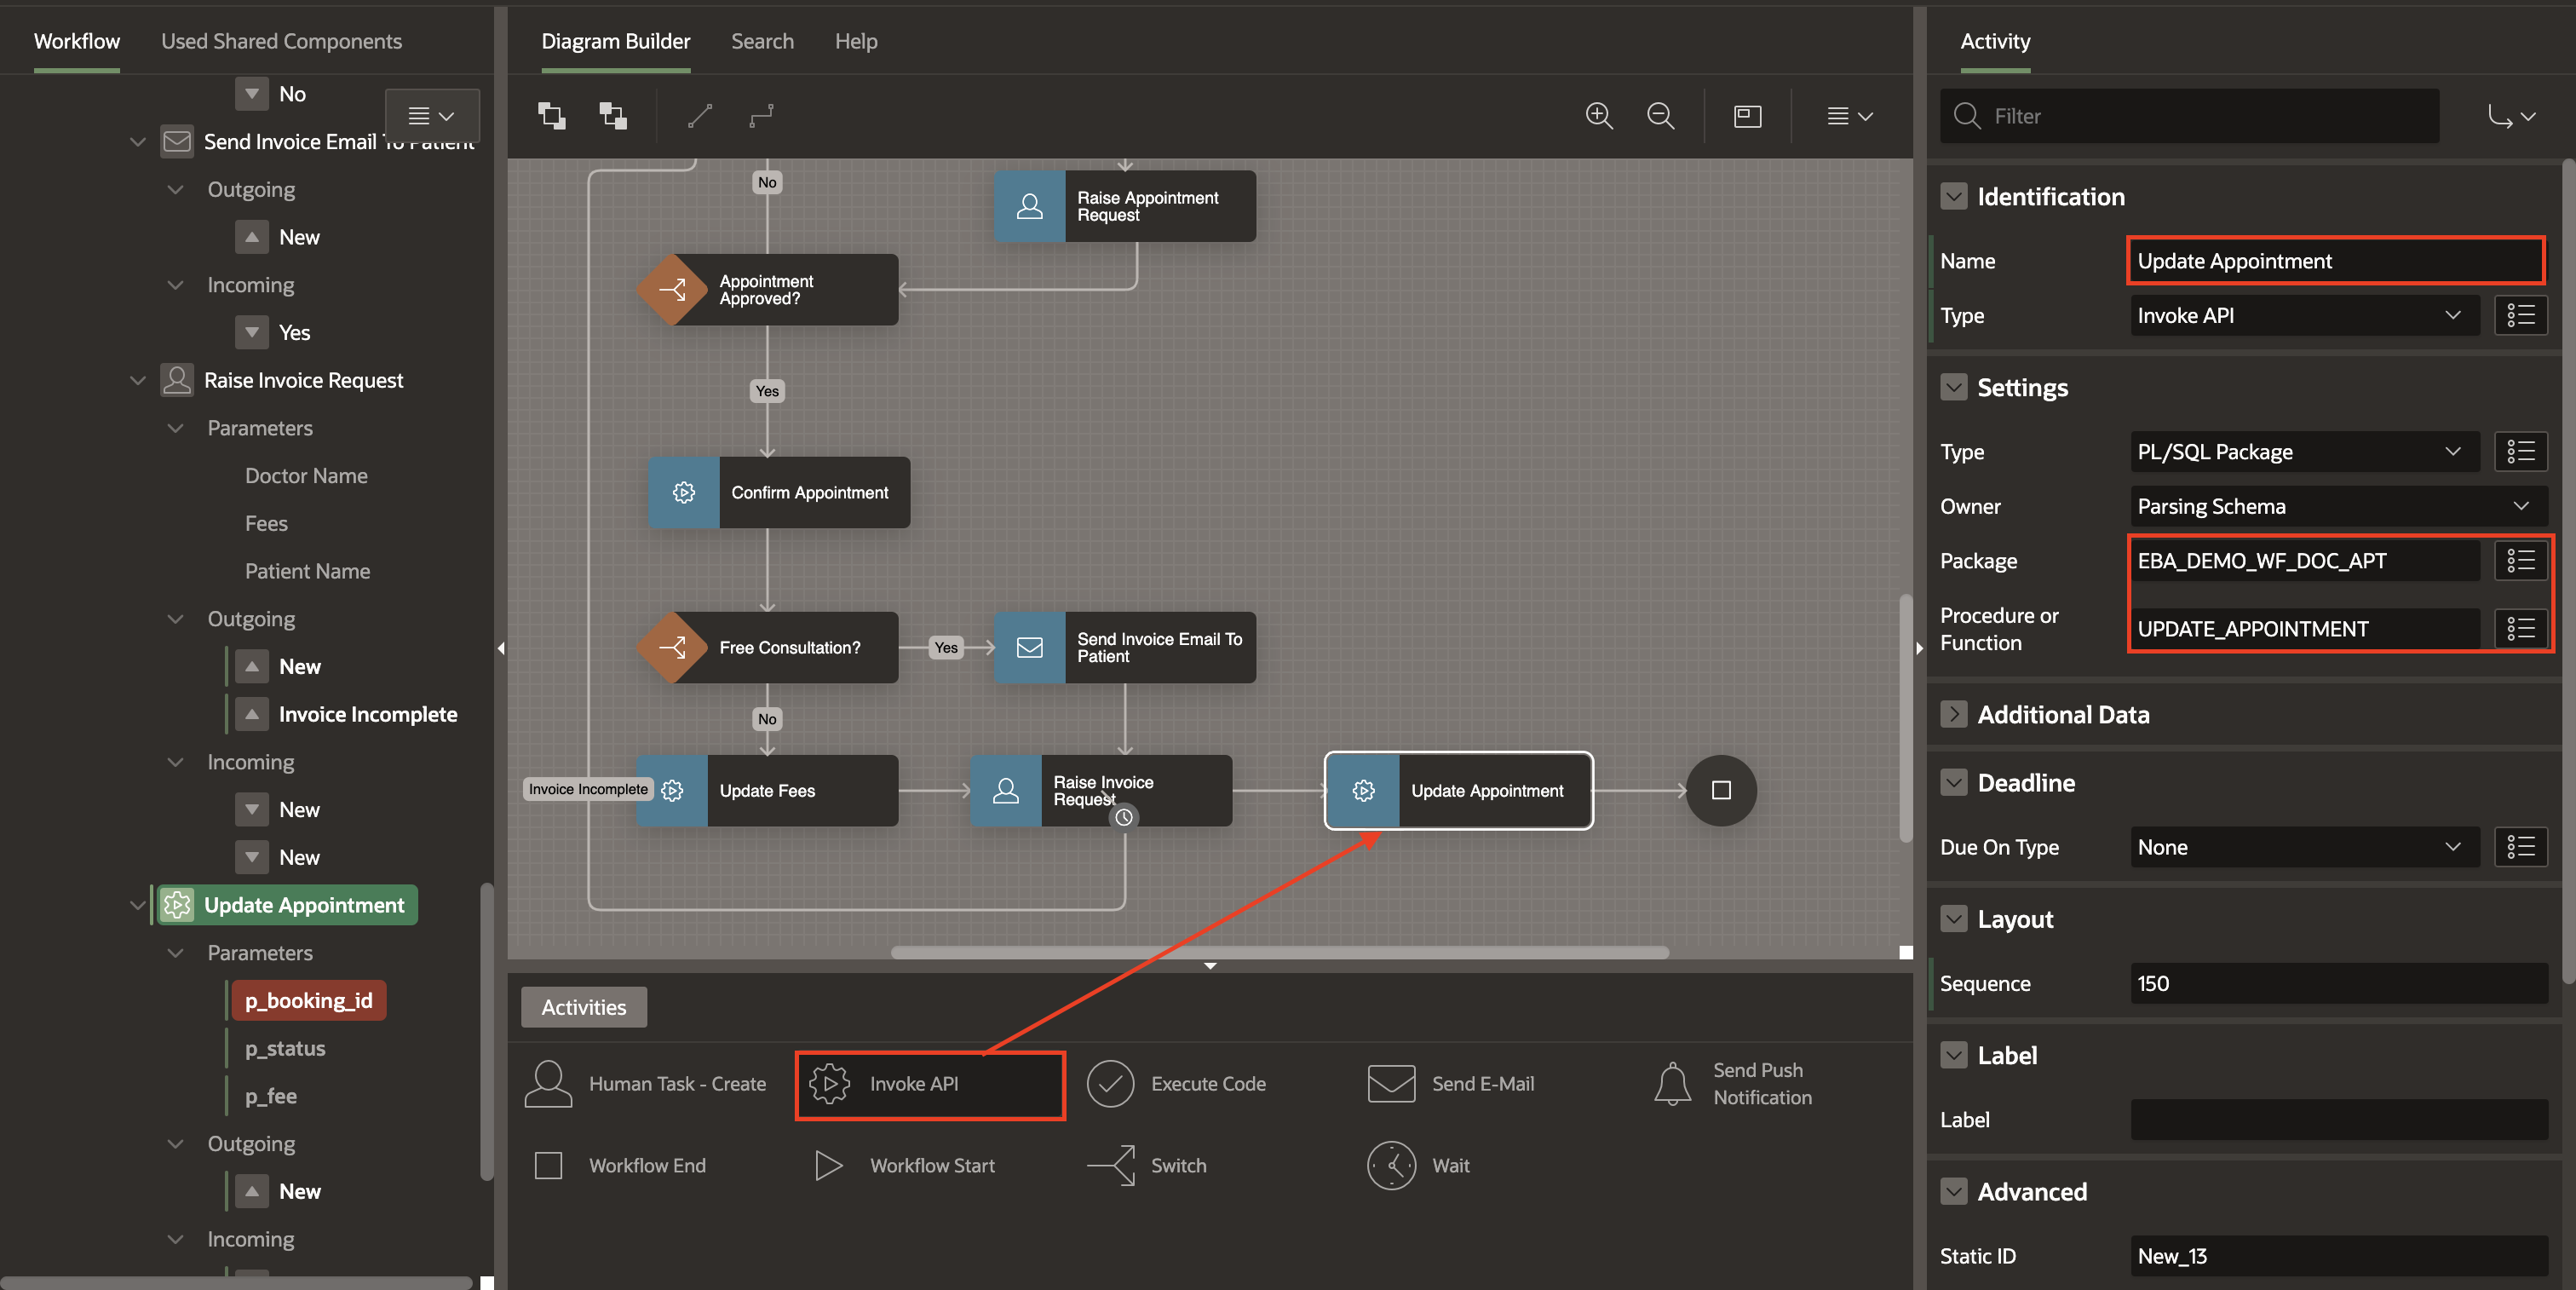 Workflow
Used Shared Components
No
Send Invoice Email To Patient
Outgoing
New
Incoming
Yes
Raise Invoice Request
Parameters
Doctor Name
Fees
Patient Name
Outgoing
New
Invoice Incomplete
Incoming
New
New
Update Appointment
Parameters
p_booking_id
p_status
p_fee
Outgoing
New
Incoming
Diagram Builder
Search
Help
No
Raise Appointment
Request
Appointment
Approved?
Yes
Confirm Appointment
Free Consultation?
Yes
Send Invoice Email To
Patient
No
Invoice Incomplete
Update Fees
Raise Invoice
Request
Update Appointment
Activities
Human Task - Create
Invoke API
Execute Code
Send E-Mail
Send Push
Notification
Workflow End
Workflow Start
Switch
Wait
Activity
Filter
Identification
Name
Update Appointment
Type
Invoke API
Settings
Type
PL/SQL Package
Owner
Parsing Schema
Package
EBA_DEMO_WF_DOC_APT
Procedure or
Function
UPDATE_APPOINTMENT
Additional Data
Deadline
Due On Type
None
Layout
Sequence
150
Label
Label
Advanced
Static ID
New_13